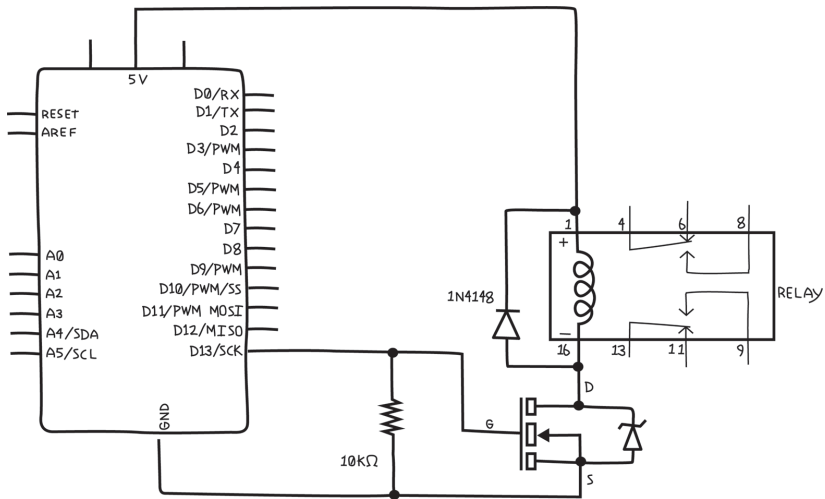 5V
RESET
AREF
A0
A1
A2
A3
A4/SDA
A5/SCL
D0/RX
D1/TX
D2
D3/PWM
D4
D5/PWM
D6/PWM
D7
D8
D9/PWM
D10/PWM/SS
D11/PWM MOSI
D12/MISO
D13/SCK
GND
10KΩ
1N4148
1 4 6 8
+
RELAY
−
16 13 11 9
D
G
S